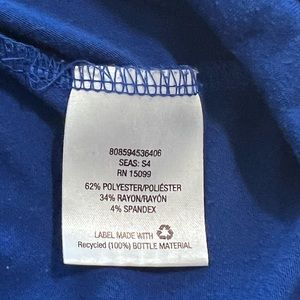 808594536406
SEAS: S4
RN 15099
62% POLYESTER/POLIÉSTER
34% RAYON/RAYÓN
4% SPANDEX
LABEL MADE WITH
Recycled (100%) BOTTLE MATERIAL